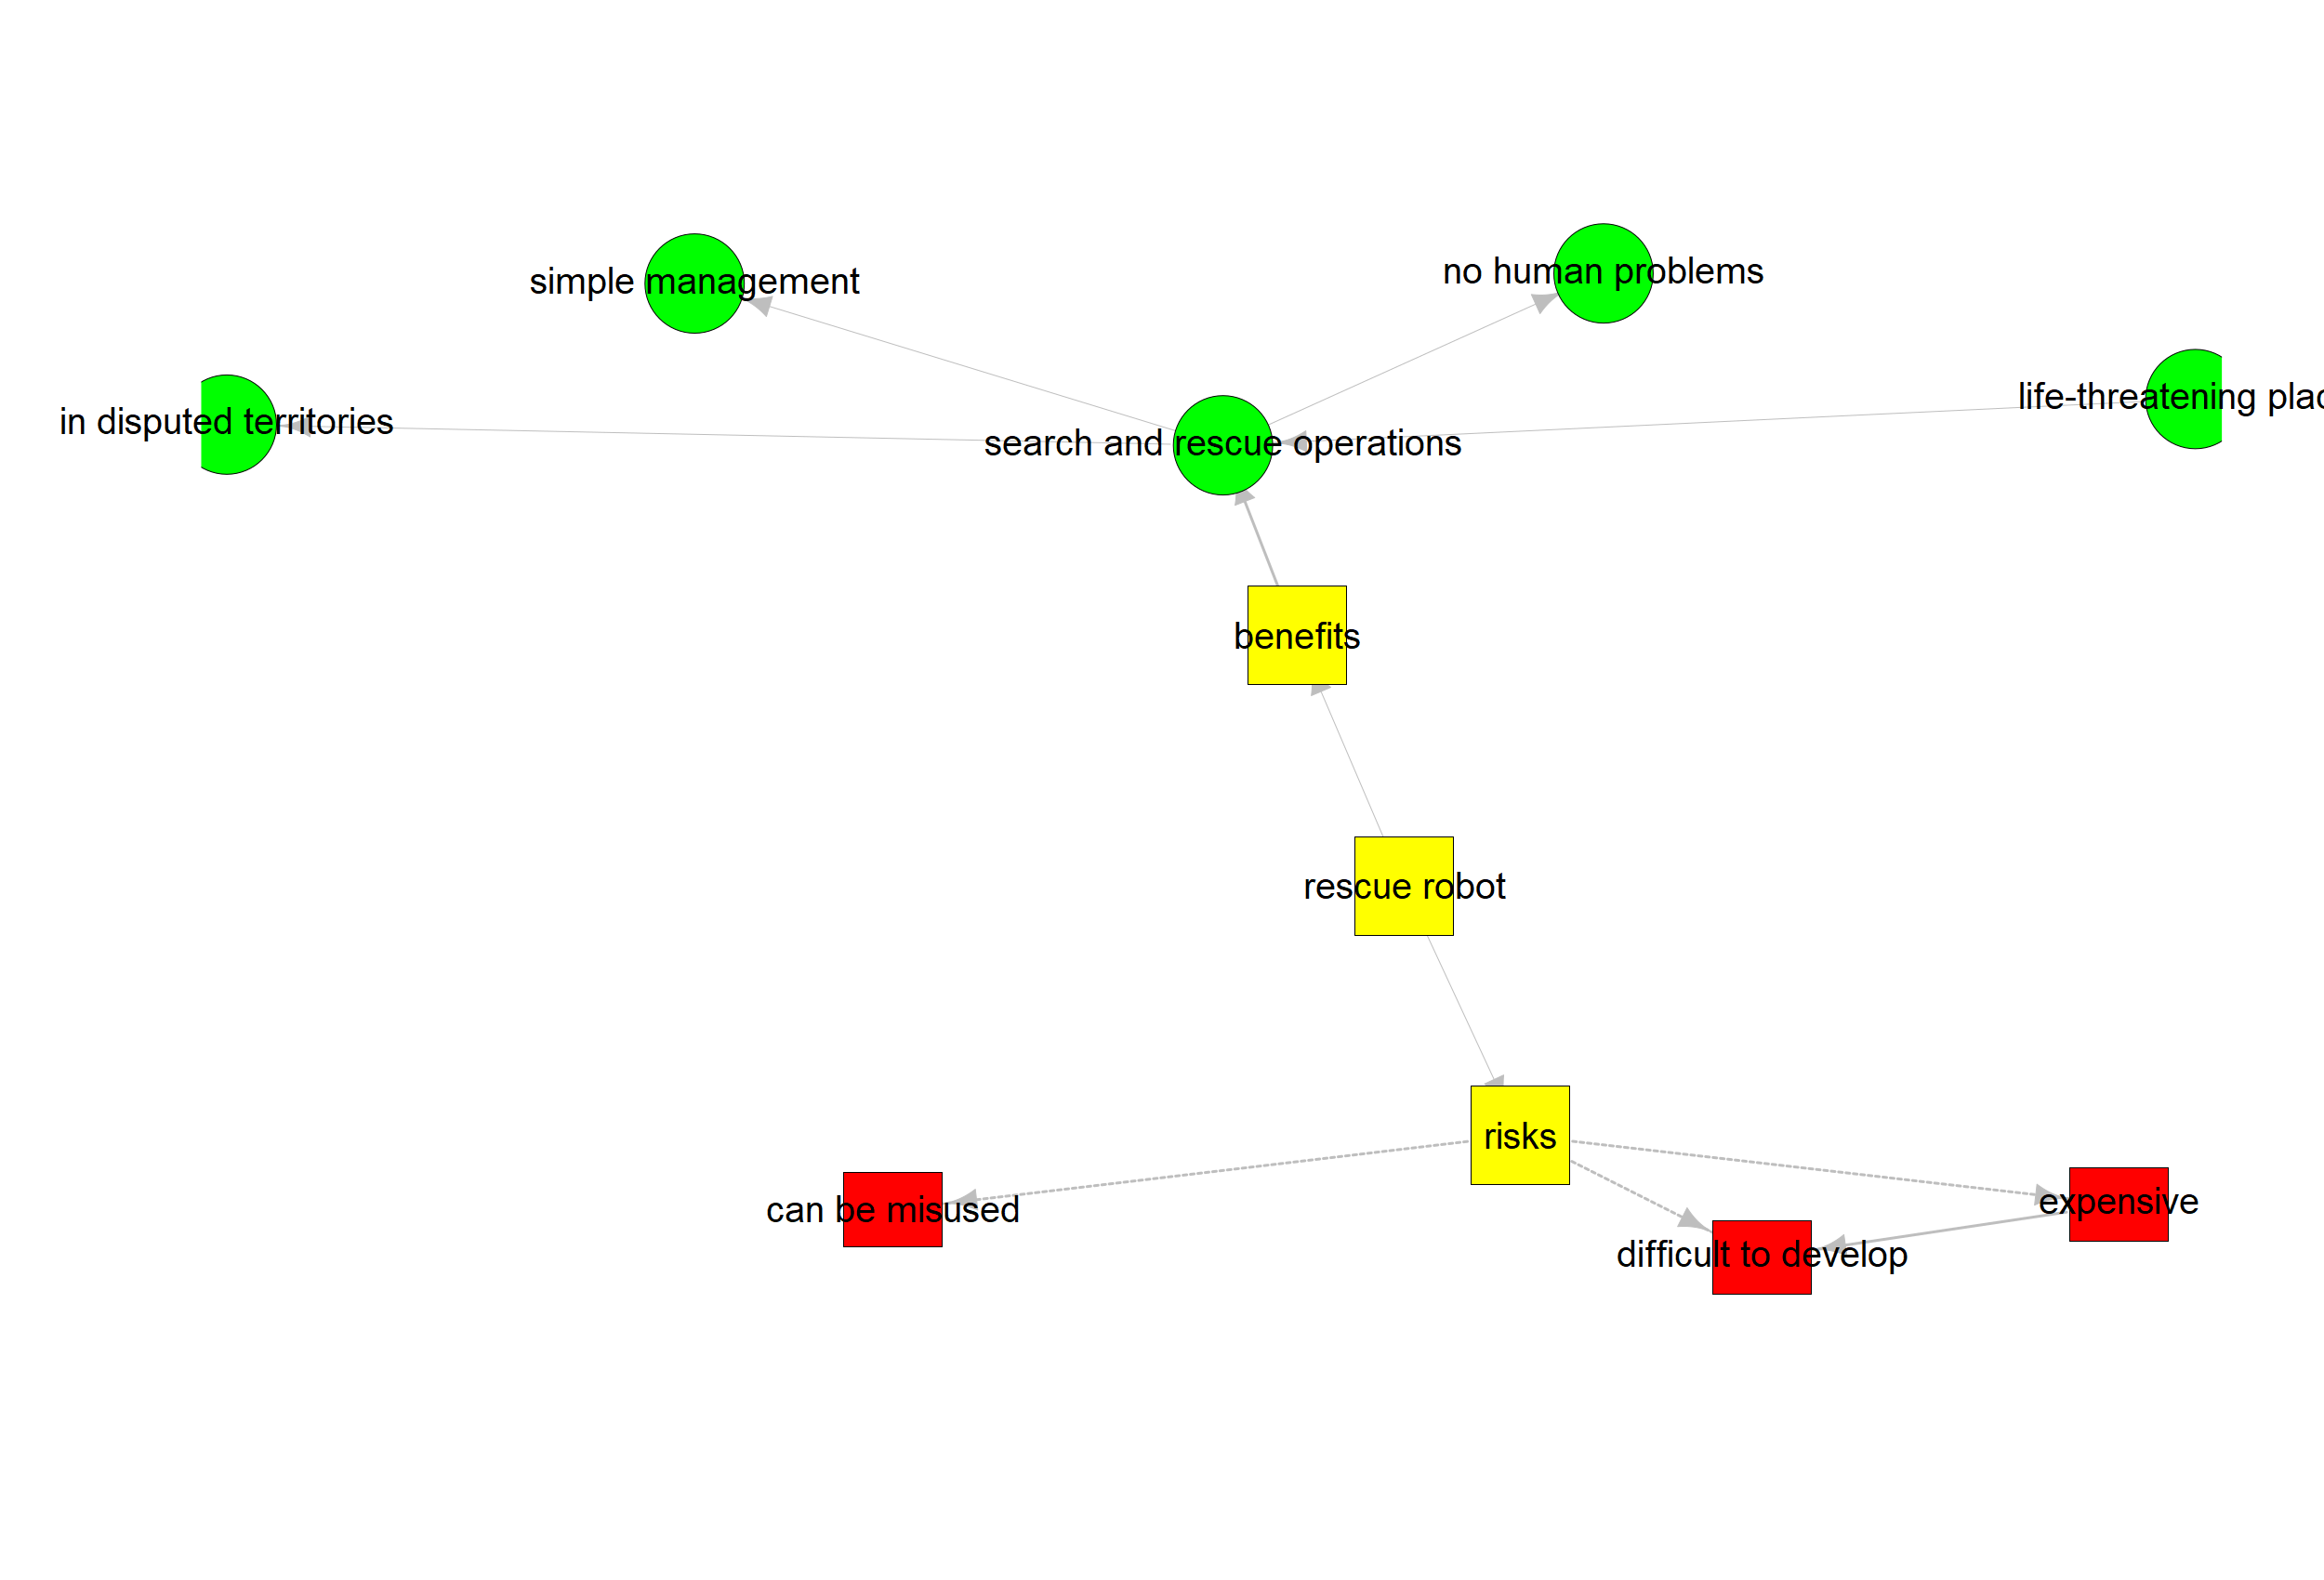 no human problems
simple management
life-threatening
in disputed territories
search and rescue operations
benefits
rescue robot
risks
expensive
can be misused
difficult to develop